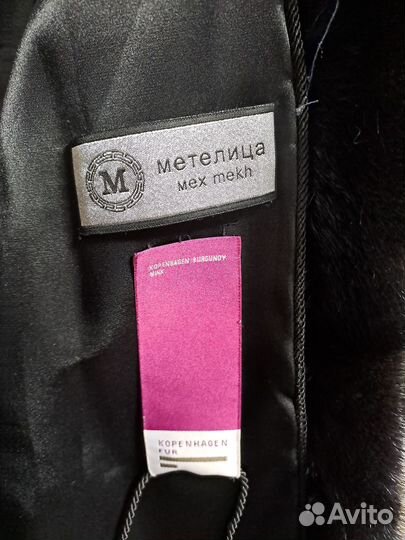 M
метелица
мех mekh
KOPENHAGEN BURGUNDY
MINK
KOPENHAGEN
FUR
Avito